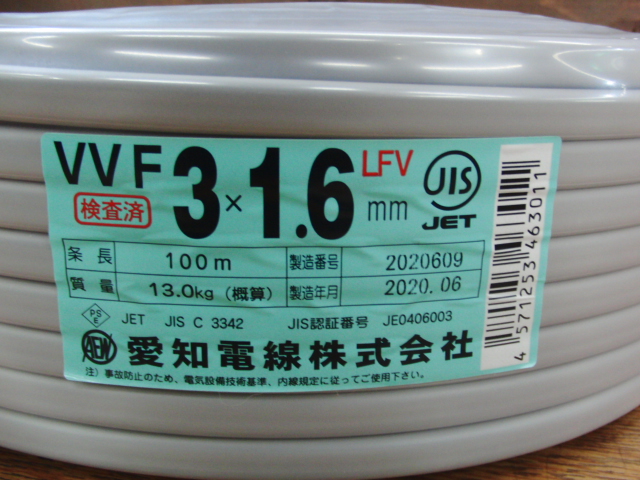 VVF 3×1.6mm LFV
検査済
JIS
JET
条長 100m 製造番号 2020609
質量 13.0kg (概算) 製造年月 2020.06
PS E JET JIS C 3342 JIS認証番号 JE0406003
AEW 愛知電線株式会社
注）事故防止のため、電気設備技術基準、内線規定に従ってご使用下さい。
4 571253 463011